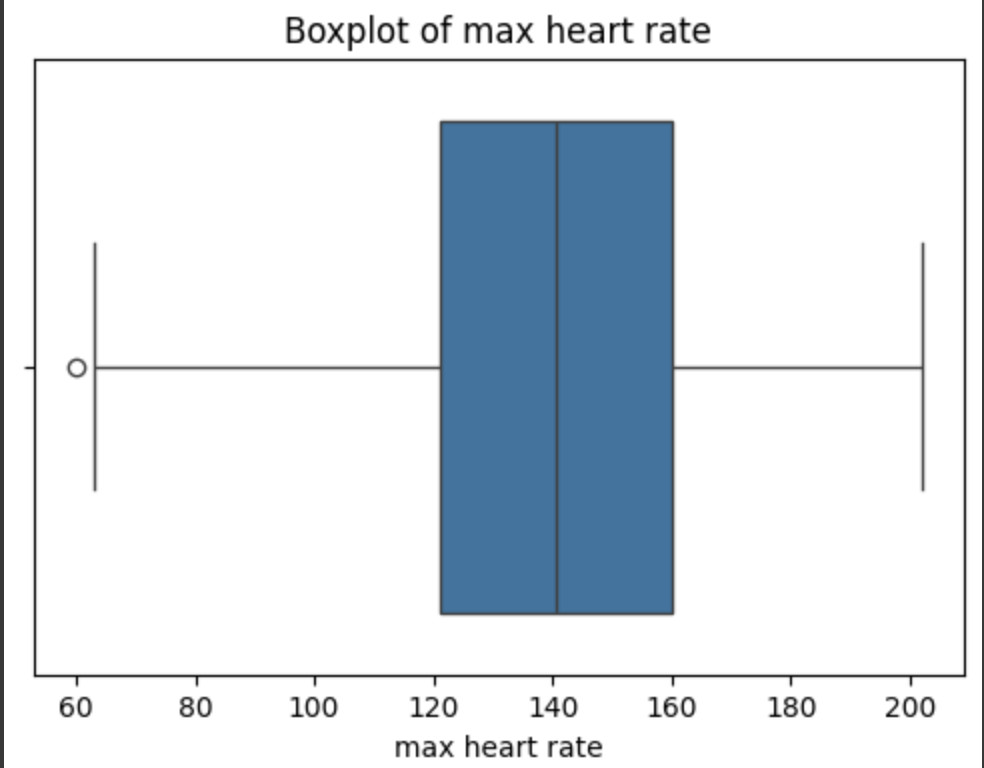 Boxplot of max heart rate
60 80 100 120 140 160 180 200
max heart rate